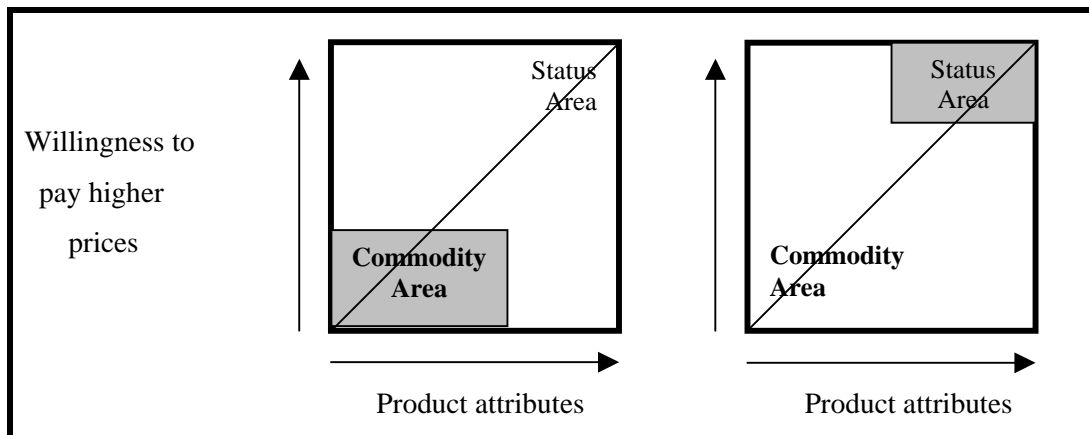 Willingness to
pay higher
prices
Status
Area
Commodity
Area
Product attributes
Status
Area
Commodity
Area
Product attributes